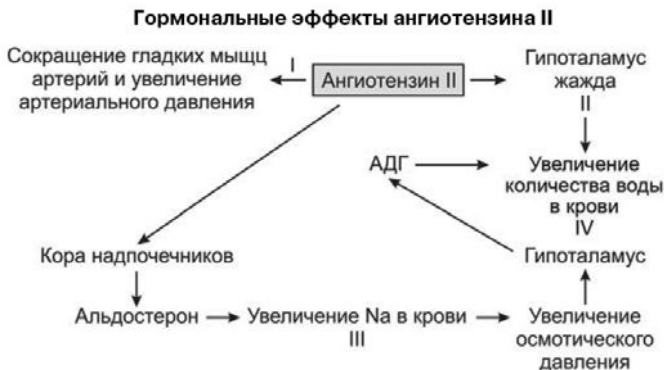 Гормональные эффекты ангиотензина II
Сокращение гладких мыщц
артерий и увеличение
артериального давления
I
Ангиотензин II
Гипоталамус
жажда
II
АДГ
Увеличение
количества воды
в крови
IV
Кора надпочечников
Гипоталамус
Альдостерон
Увеличение Na в крови
III
Увеличение
осмотического
давления